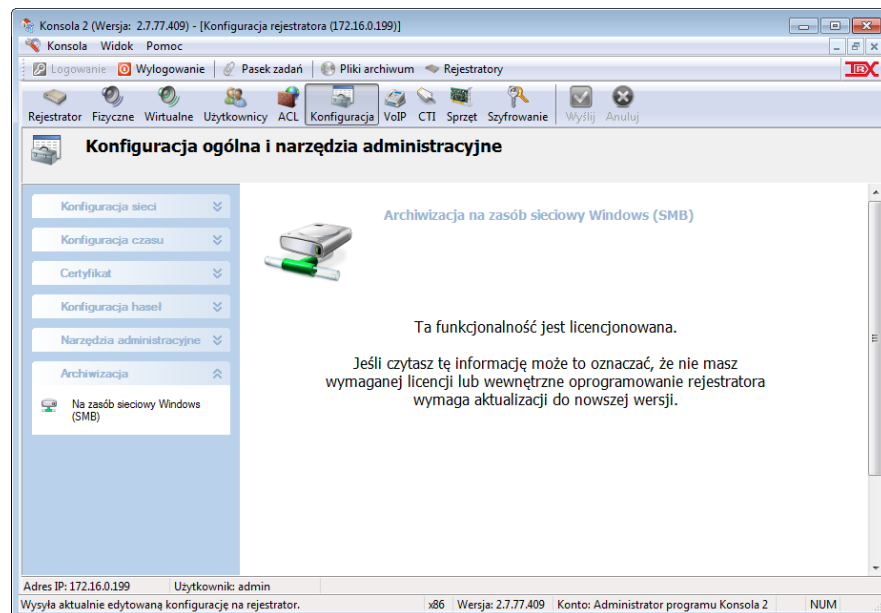 Konsola 2 (Wersja: 2.7.77.409) - [Konfiguracja rejestratora (172.16.0.199)]
Konsola Widok Pomoc
Logowanie Wylogowanie Pasek zadań Pliki archiwum Rejestratory TRX
Rejestrator Fizyczne Wirtualne Użytkownicy ACL Konfiguracja VoIP CTI Sprzęt Szyfrowanie Wyślij Anuluj
Konfiguracja ogólna i narzędzia administracyjne
Konfiguracja sieci
Konfiguracja czasu
Certyfikat
Konfiguracja haseł
Narzędzia administracyjne
Archiwizacja
Na zasób sieciowy Windows
(SMB)
Archiwizacja na zasób sieciowy Windows (SMB)
Ta funkcjonalność jest licencjonowana.
Jeśli czytasz tę informację może to oznaczać, że nie masz
wymaganej licencji lub wewnętrzne oprogramowanie rejestratora
wymaga aktualizacji do nowszej wersji.
Adres IP: 172.16.0.199 Użytkownik: admin
Wysyła aktualnie edytowaną konfigurację na rejestrator. x86 Wersja: 2.7.77.409 Konto: Administrator programu Konsola 2 NUM